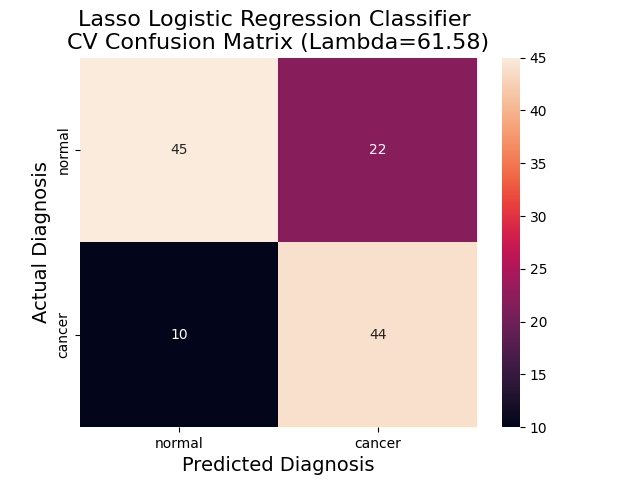 Lasso Logistic Regression Classifier
CV Confusion Matrix (Lambda=61.58)
Actual Diagnosis
normal
cancer
45
22
10
44
normal
cancer
Predicted Diagnosis
45
40
35
30
25
20
15
10